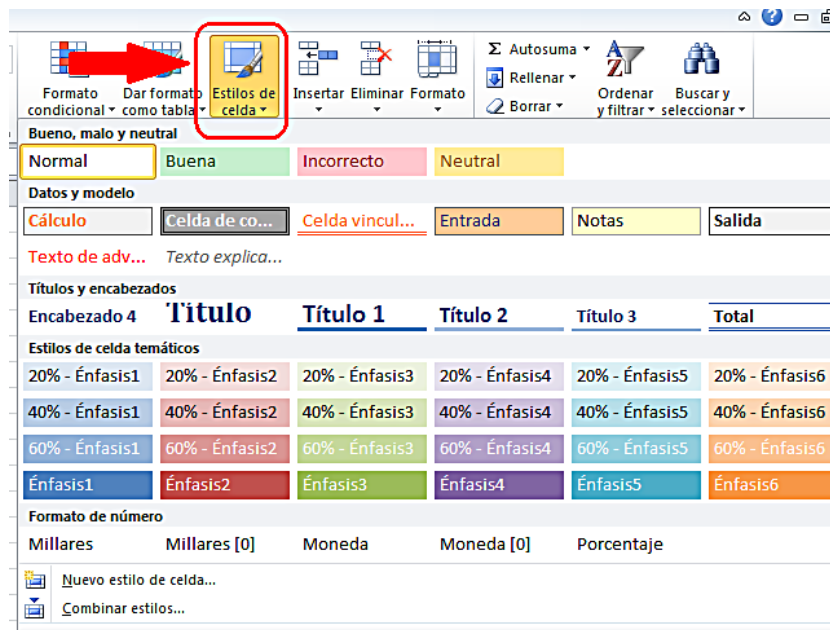 Σ Autosuma
Rellenar
Borrar
Formato condicional
Dar formato como tabla
Estilos de celda
Insertar Eliminar Formato
Ordenar y filtrar
Buscar y seleccionar
Bueno, malo y neutral
Normal Buena Incorrecto Neutral
Datos y modelo
Cálculo Celda de co... Celda vincul... Entrada Notas Salida
Texto de adv... Texto explica...
Títulos y encabezados
Encabezado 4 Título Título 1 Título 2 Título 3 Total
Estilos de celda temáticos
20% - Énfasis1 20% - Énfasis2 20% - Énfasis3 20% - Énfasis4 20% - Énfasis5 20% - Énfasis6
40% - Énfasis1 40% - Énfasis2 40% - Énfasis3 40% - Énfasis4 40% - Énfasis5 40% - Énfasis6
60% - Énfasis1 60% - Énfasis2 60% - Énfasis3 60% - Énfasis4 60% - Énfasis5 60% - Énfasis6
Énfasis1 Énfasis2 Énfasis3 Énfasis4 Énfasis5 Énfasis6
Formato de número
Millares Millares [0] Moneda Moneda [0] Porcentaje
Nuevo estilo de celda...
Combinar estilos...